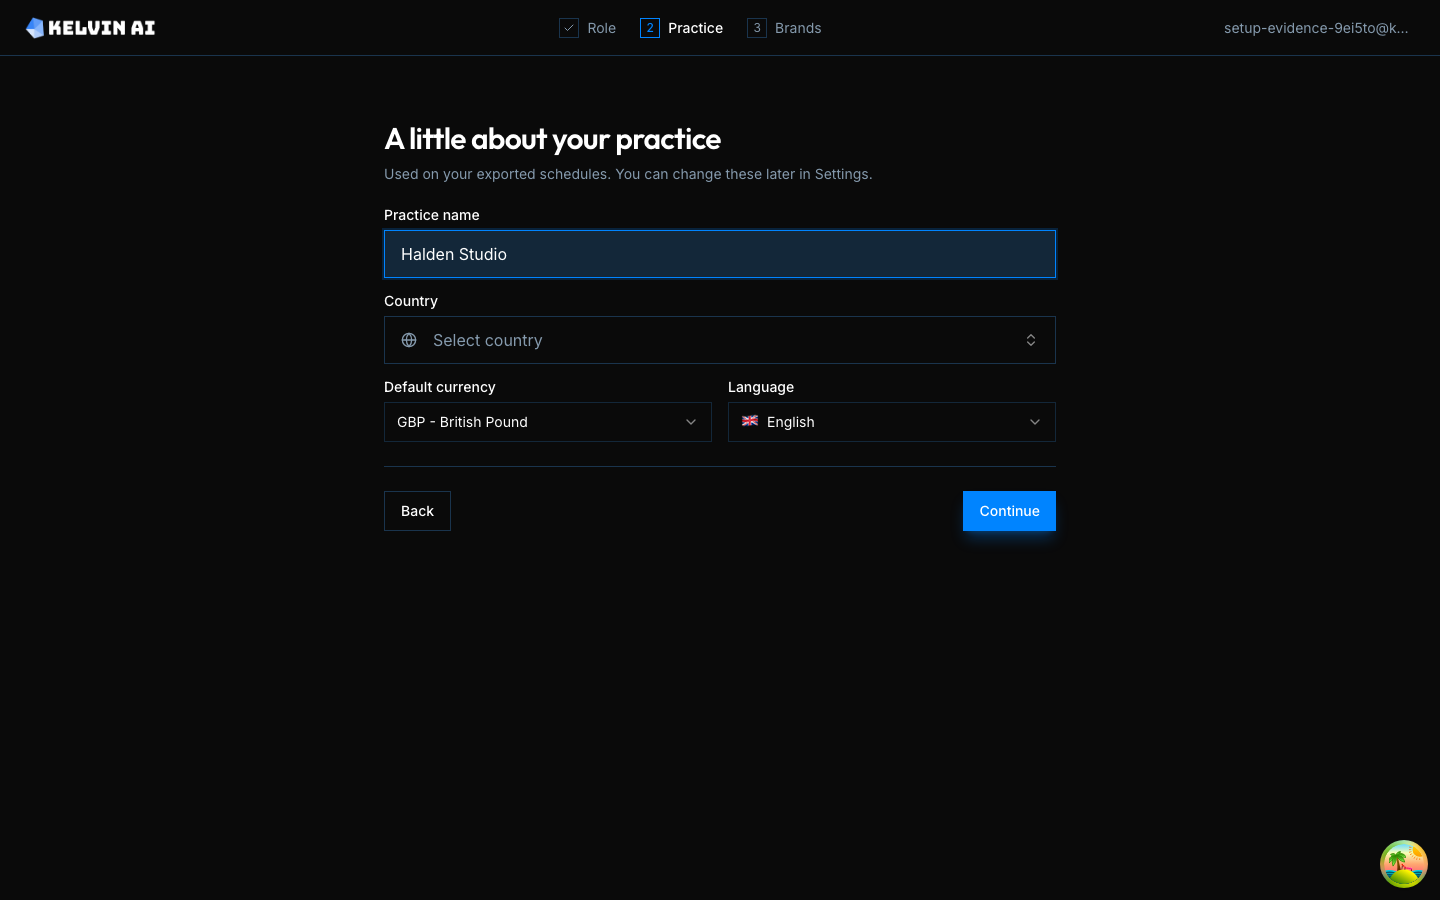 KELVIN AI
Role
2 Practice
3 Brands
setup-evidence-9ei5to@k...
A little about your practice
Used on your exported schedules. You can change these later in Settings.
Practice name
Halden Studio
Country
Select country
Default currency
Language
GBP - British Pound
English
Back
Continue